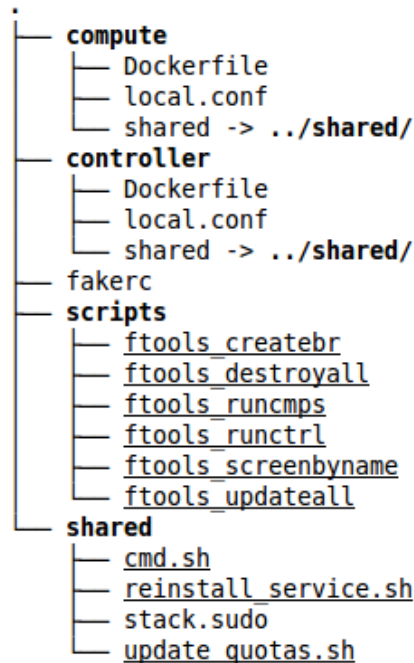 .
├── compute
│   ├── Dockerfile
│   ├── local.conf
│   └── shared -> ../shared/
├── controller
│   ├── Dockerfile
│   ├── local.conf
│   └── shared -> ../shared/
├── fakerc
├── scripts
│   ├── ftools_createbr
│   ├── ftools_destroyall
│   ├── ftools_runcmps
│   ├── ftools_runctrl
│   ├── ftools_screenbyname
│   └── ftools_updateall
└── shared
    ├── cmd.sh
    ├── reinstall_service.sh
    ├── stack.sudo
    └── update_quotas.sh